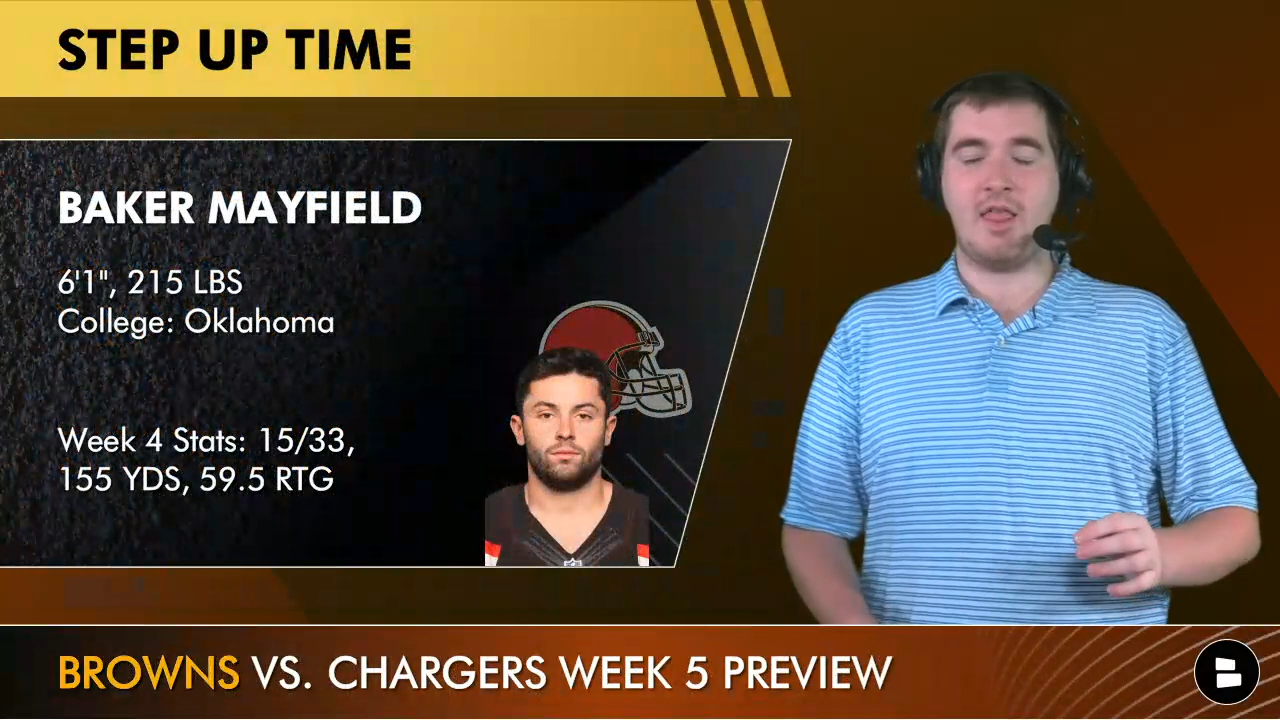 STEP UP TIME
BAKER MAYFIELD
6'1", 215 LBS
College: Oklahoma
Week 4 Stats: 15/33,
155 YDS, 59.5 RTG
BROWNS VS. CHARGERS WEEK 5 PREVIEW